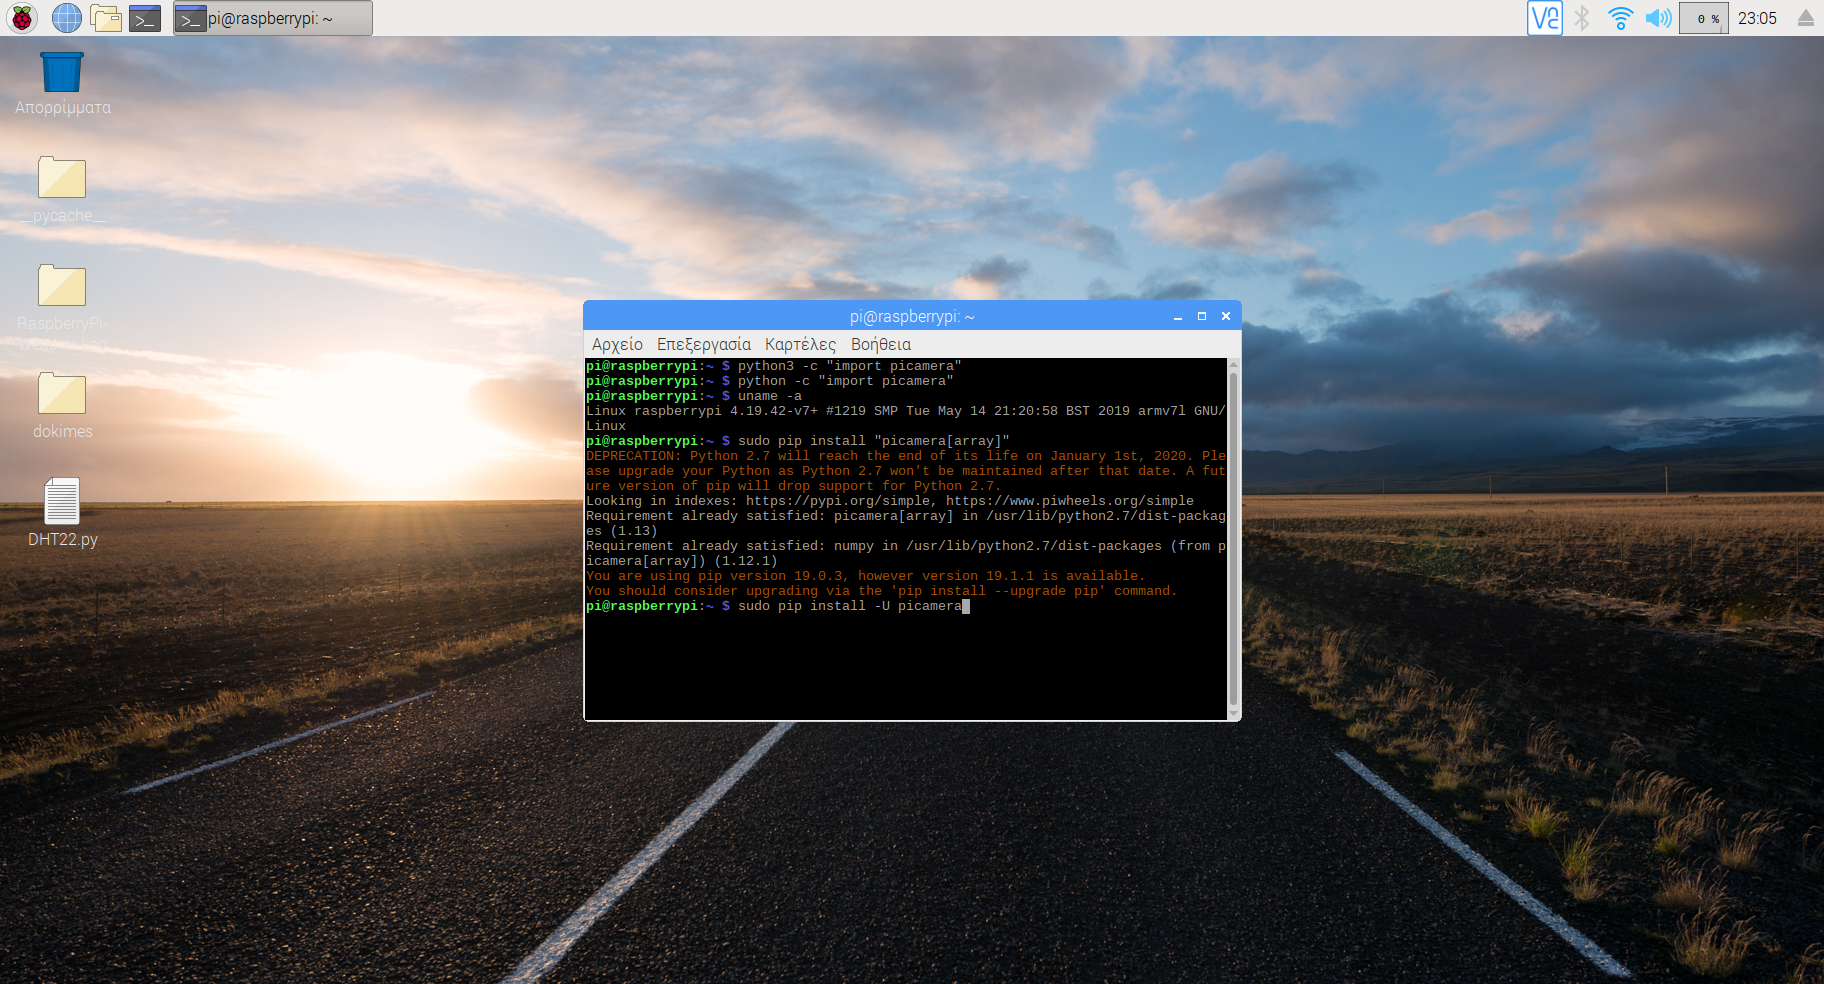 pi@raspberrypi: ~
VNC
0 %
23:05
Απορρίμματα
__pycache__
RaspberryPi-
dokimes
DHT22.py
pi@raspberrypi: ~
Αρχείο Επεξεργασία Καρτέλες Βοήθεια
pi@raspberrypi:~ $ python3 -c "import picamera"
pi@raspberrypi:~ $ python -c "import picamera"
pi@raspberrypi:~ $ uname -a
Linux raspberrypi 4.19.42-v7+ #1219 SMP Tue May 14 21:20:58 BST 2019 armv7l GNU/
Linux
pi@raspberrypi:~ $ sudo pip install "picamera[array]"
DEPRECATION: Python 2.7 will reach the end of its life on January 1st, 2020. Ple
ase upgrade your Python as Python 2.7 won't be maintained after that date. A fut
ure version of pip will drop support for Python 2.7.
Looking in indexes: https://pypi.org/simple, https://www.piwheels.org/simple
Requirement already satisfied: picamera[array] in /usr/lib/python2.7/dist-packag
es (1.13)
Requirement already satisfied: numpy in /usr/lib/python2.7/dist-packages (from p
icamera[array]) (1.12.1)
You are using pip version 19.0.3, however version 19.1.1 is available.
You should consider upgrading via the 'pip install --upgrade pip' command.
pi@raspberrypi:~ $ sudo pip install -U picamera